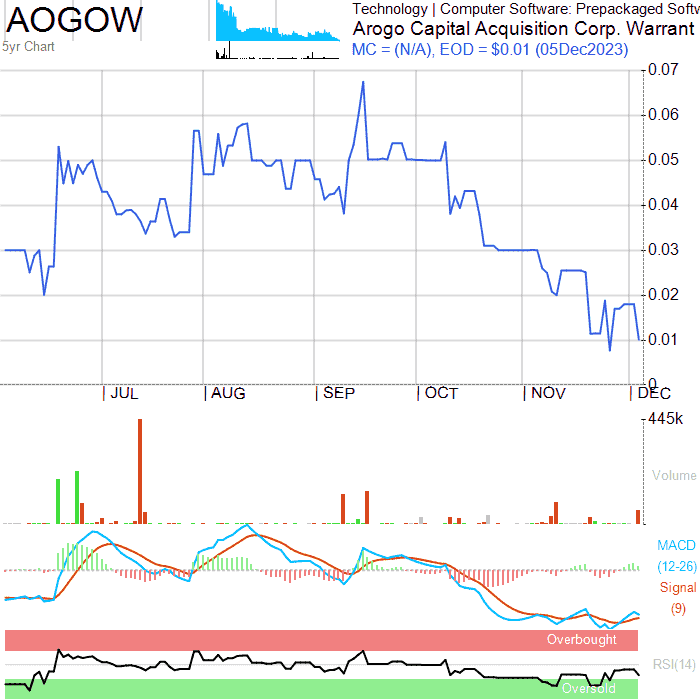 AOGOW
5yr Chart
Technology | Computer Software: Prepackaged Softw
Arogo Capital Acquisition Corp. Warrant
MC = (N/A), EOD = $0.01 (05Dec2023)
0.07
0.06
0.05
0.04
0.03
0.02
0.01
0
JUL AUG SEP OCT NOV DEC
445k
Volume
MACD
(12-26)
Signal
(9)
Overbought
RSI(14)
Oversold